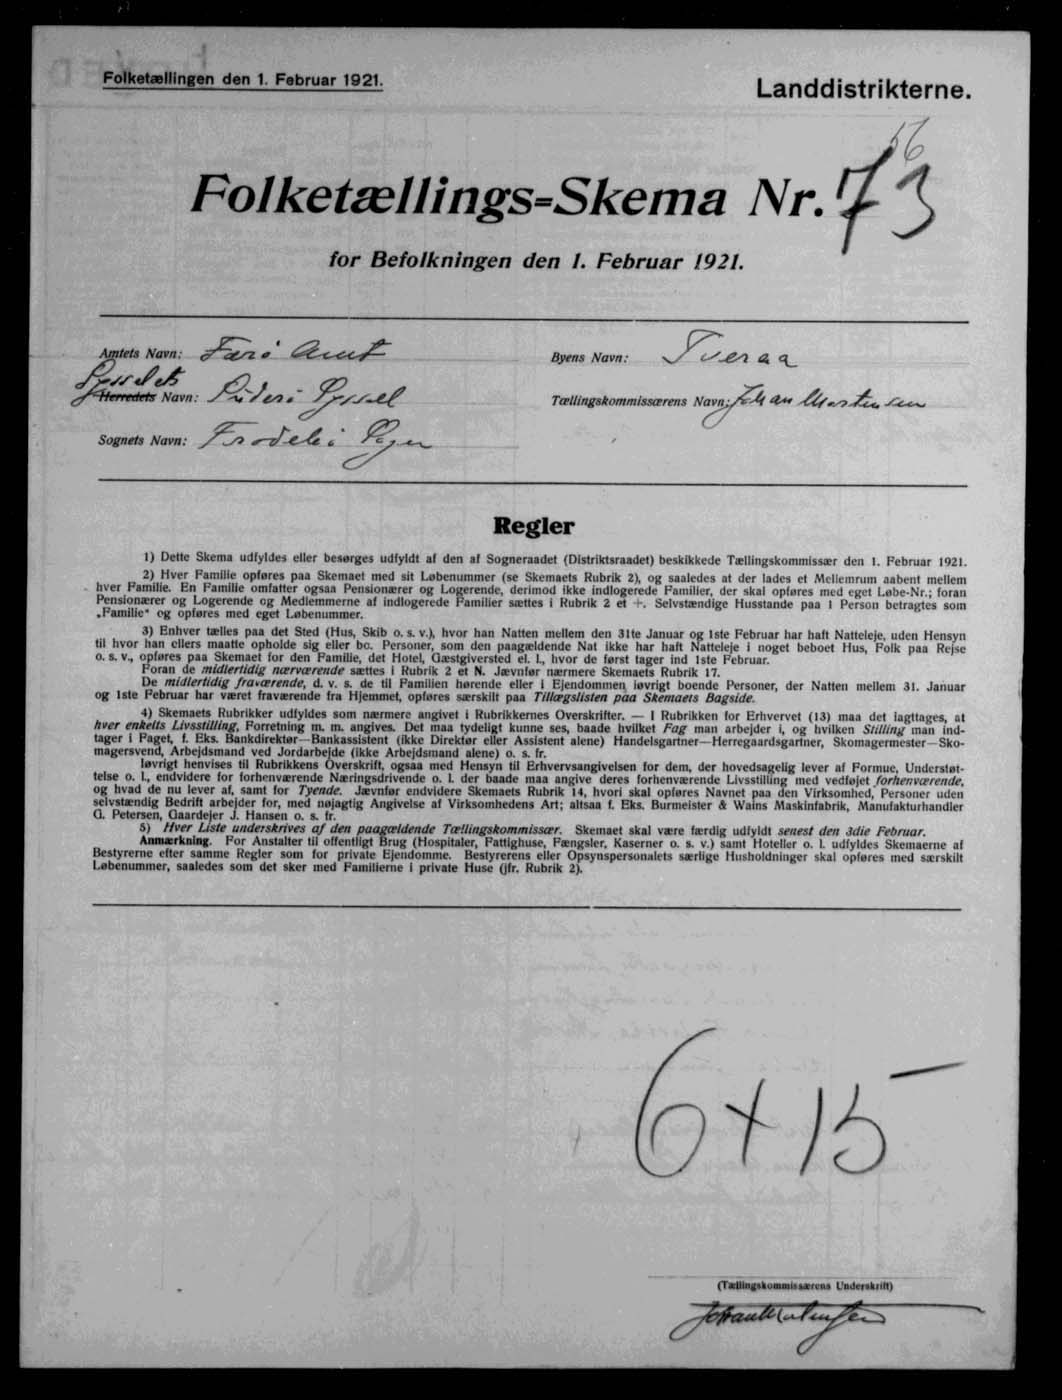 Folketællingen den 1. Februar 1921.
Landdistrikterne.
56
Folketællings=Skema Nr. 73
for Befolkningen den 1. Februar 1921.
Amtets Navn: Færø Amt
Byens Navn: Tveraa
Sysselets
Herredets Navn: Suderø Syssel
Tællingskommissærens Navn: Johan Mortensen
Sognets Navn: Frodebø Sogn
Regler
1) Dette Skema udfyldes eller besørges udfyldt af den af Sogneraadet (Distriktsraadet) beskikkede Tællingskommissær den 1. Februar 1921.
2) Hver Familie opføres paa Skemaet med sit Løbenummer (se Skemaets Rubrik 2), og saaledes at der lades et Mellemrum aabent mellem
hver Familie. En Familie omfatter ogsaa Pensionærer og Logerende, derimod ikke indlogerede Familier, der skal opføres med eget Løbe-Nr.; foran
Pensionærer og Logerende og Medlemmerne af indlogerede Familier sættes i Rubrik 2 et +. Selvstændige Husstande paa 1 Person betragtes som
„Familie“ og opføres med eget Løbenummer.
3) Enhver tælles paa det Sted (Hus, Skib o. s. v.), hvor han Natten mellem den 31te Januar og 1ste Februar har haft Natteleje, uden Hensyn
til hvor han ellers maatte opholde sig eller bo. Personer, som den paagældende Nat ikke har haft Natteleje i noget beboet Hus, Folk paa Rejse
o. s. v., opføres paa Skemaet for den Familie, det Hotel, Gæstgiversted el. l., hvor de først tager ind 1ste Februar.
Foran de midlertidig nærværende sættes i Rubrik 2 et N. Jævnfør nærmere Skemaets Rubrik 17.
De midlertidig fraværende, d. v. s. de til Familien hørende eller i Ejendommen iøvrigt boende Personer, der Natten mellem 31. Januar
og 1ste Februar har været fraværende fra Hjemmet, opføres særskilt paa Tillægslisten paa Skemaets Bagside.
4) Skemaets Rubrikker udfyldes som nærmere angivet i Rubrikkernes Overskrifter. — I Rubrikken for Erhvervet (13) maa det iagttages, at
hver enkelts Livsstilling, Forretning m. m. angives. Det maa tydeligt kunne ses, baade hvilket Fag man arbejder i, og hvilken Stilling man ind-
tager i Faget, f. Eks. Bankdirektør—Bankassistent (ikke Direktør eller Assistent alene) Handelsgartner—Herregaardsgartner, Skomagermester—Sko-
magersvend, Arbejdsmand ved Jordarbejde (ikke Arbejdsmand alene) o. s. fr.
Iøvrigt henvises til Rubrikkens Overskrift, ogsaa med Hensyn til Erhvervsangivelsen for dem, der hovedsagelig lever af Formue, Understøt-
telse o. l., endvidere for forhenværende Næringsdrivende o. l. der baade maa angive deres forhenværende Livsstilling med vedføjet forhenværende,
og hvad de nu lever af, samt for Tyende. Jævnfør endvidere Skemaets Rubrik 14, hvori skal opføres Navnet paa den Virksomhed, Personer uden
selvstændig Bedrift arbejder for, med nøjagtig Angivelse af Virksomhedens Art; altsaa f. Eks. Burmeister & Wains Maskinfabrik, Manufakturhandler
G. Petersen, Gaardejer J. Hansen o. s. fr.
5) Hver Liste underskrives af den paagældende Tællingskommissær. Skemaet skal være færdig udfyldt senest den 3die Februar.
Anmærkning. For Anstalter til offentligt Brug (Hospitaler, Fattighuse, Fængsler, Kaserner o. s. v.) samt Hoteller o. l. udfyldes Skemaerne af
Bestyrerne efter samme Regler som for private Ejendomme. Bestyrerens eller Opsynspersonalets særlige Husholdninger skal opføres med særskilt
Løbenummer, saaledes som det sker med Familierne i private Huse (jfr. Rubrik 2).
6+15
(Tællingskommissærens Underskrift)
Johan Mortensen